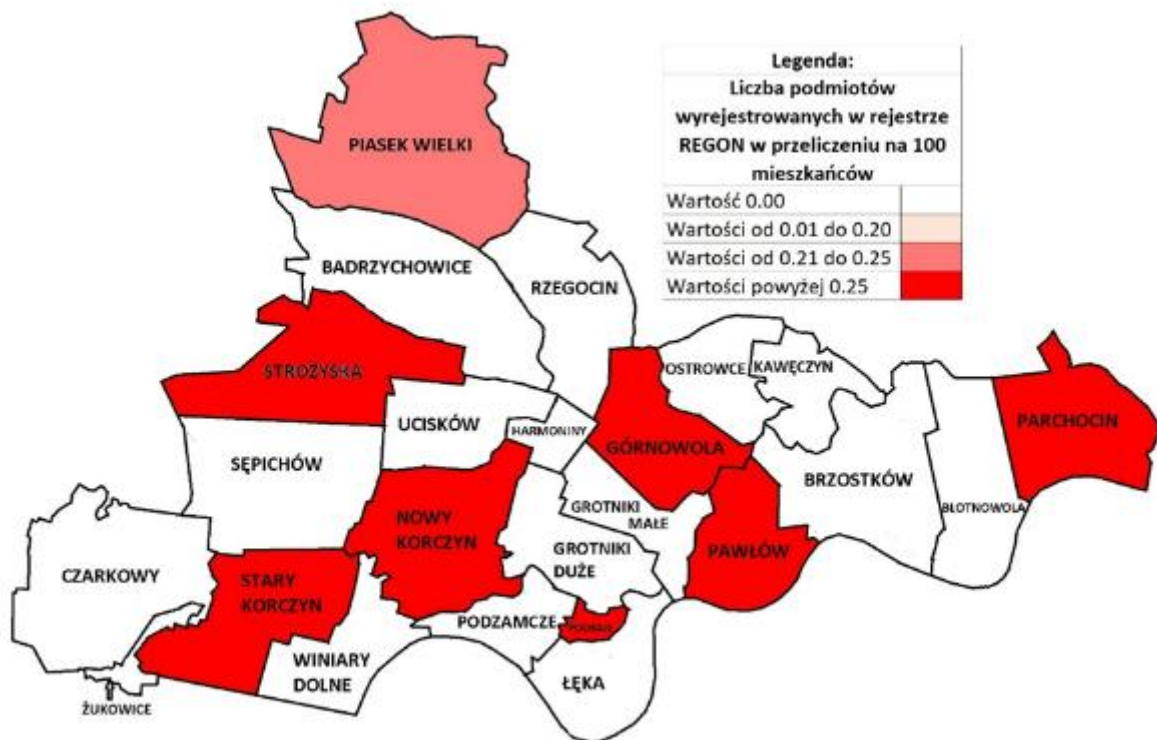 Legenda:
Liczba podmiotów
wyrejestrowanych w rejestrze
REGON w przeliczeniu na 100
mieszkańców
Wartość 0.00
Wartości od 0.01 do 0.20
Wartości od 0.21 do 0.25
Wartości powyżej 0.25
PIASEK WIELKI
BADRZYCHOWICE
RZEGOCIN
STROŻYSKA
OSTROWCE
KAWĘCZYN
PARCHOCIN
UCISKÓW
HARMONINY
GÓRNOWOLA
SĘPICHÓW
BRZOSTKÓW
BŁOTNOWOLA
NOWY
KORCZYN
GROTNIKI
MAŁE
PAWŁÓW
GROTNIKI
DUŻE
CZARKOWY
STARY
KORCZYN
PODZAMCZE
WINIARY
DOLNE
ŁĘKA
ŻUKOWICE